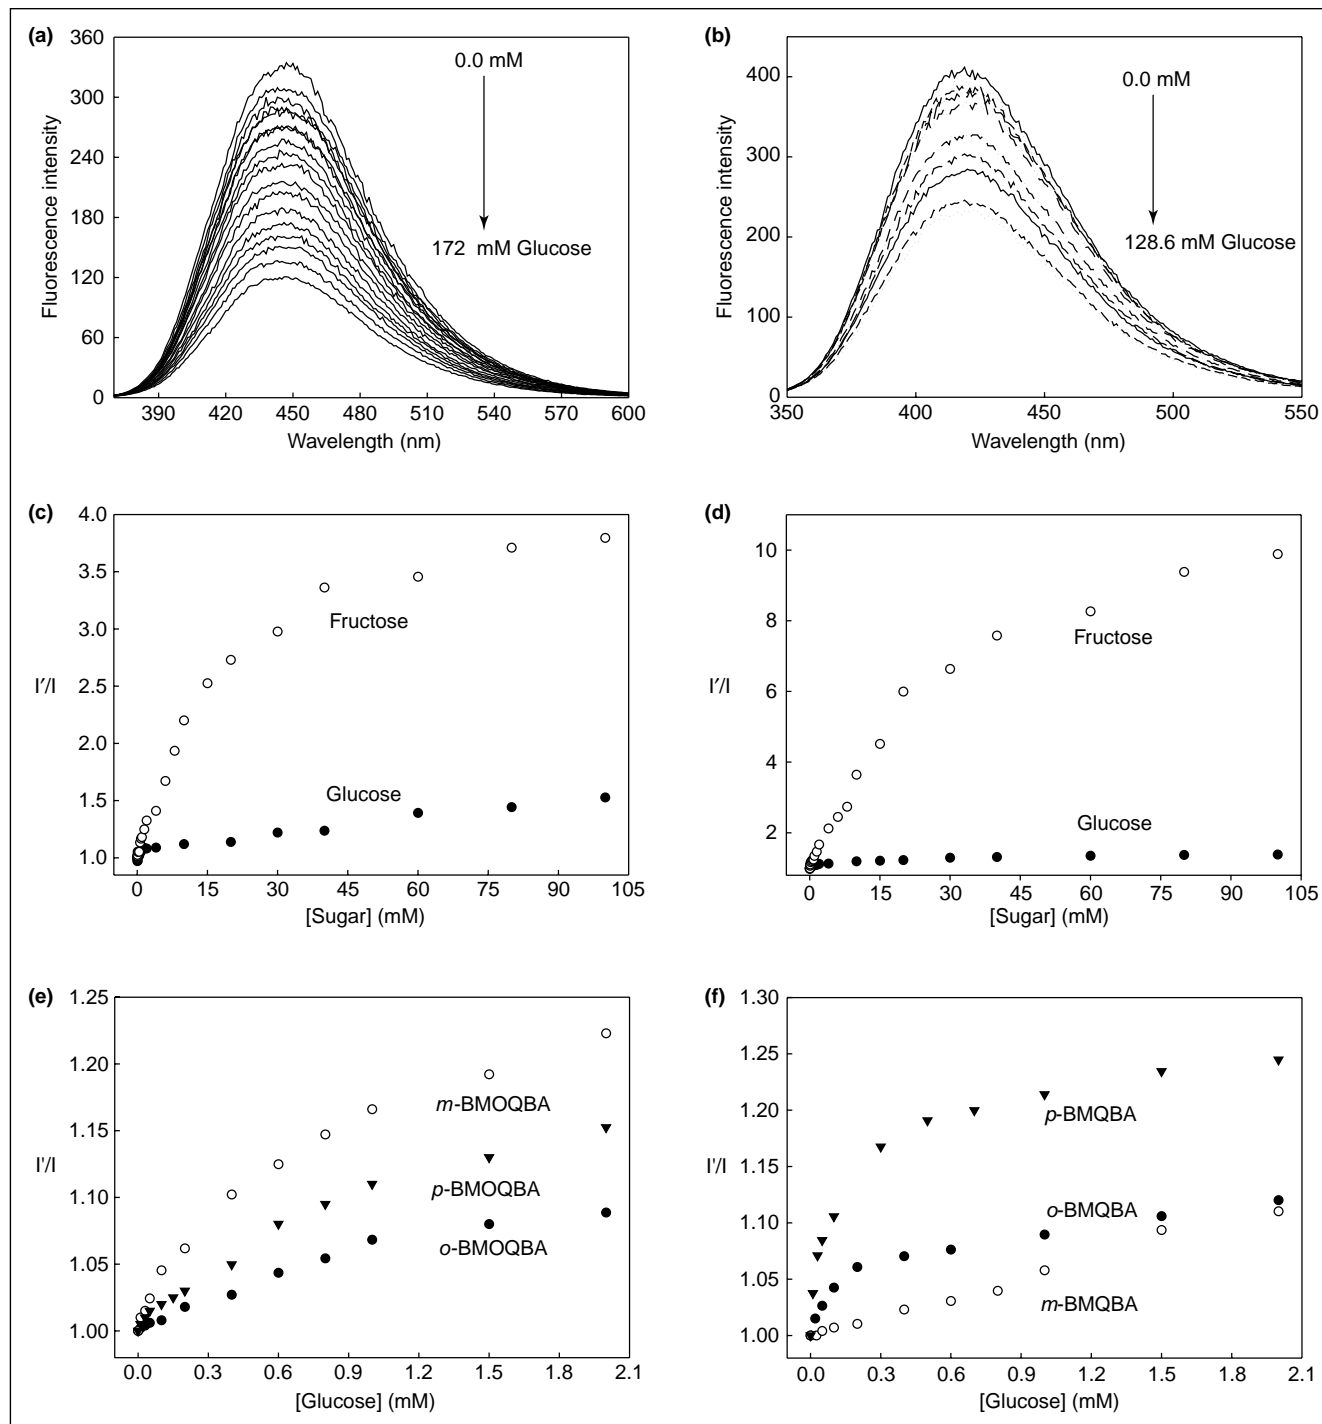 (a)
360
300
240
180
120
60
0
Fluorescence intensity
0.0 mM
172 mM Glucose
390 420 450 480 510 540 570 600
Wavelength (nm)
(b)
400
300
200
100
0
Fluorescence intensity
0.0 mM
128.6 mM Glucose
350 400 450 500 550
Wavelength (nm)
(c)
4.0
3.5
3.0
2.5
2.0
1.5
1.0
I′/I
Fructose
Glucose
0 15 30 45 60 75 90 105
[Sugar] (mM)
(d)
10
8
6
4
2
I′/I
Fructose
Glucose
0 15 30 45 60 75 90 105
[Sugar] (mM)
(e)
1.25
1.20
1.15
1.10
1.05
1.00
I'/I
m-BMOQBA
p-BMOQBA
o-BMOQBA
0.0 0.3 0.6 0.9 1.2 1.5 1.8 2.1
[Glucose] (mM)
(f)
1.30
1.25
1.20
1.15
1.10
1.05
1.00
I'/I
p-BMQBA
o-BMQBA
m-BMQBA
0.0 0.3 0.6 0.9 1.2 1.5 1.8 2.1
[Glucose] (mM)